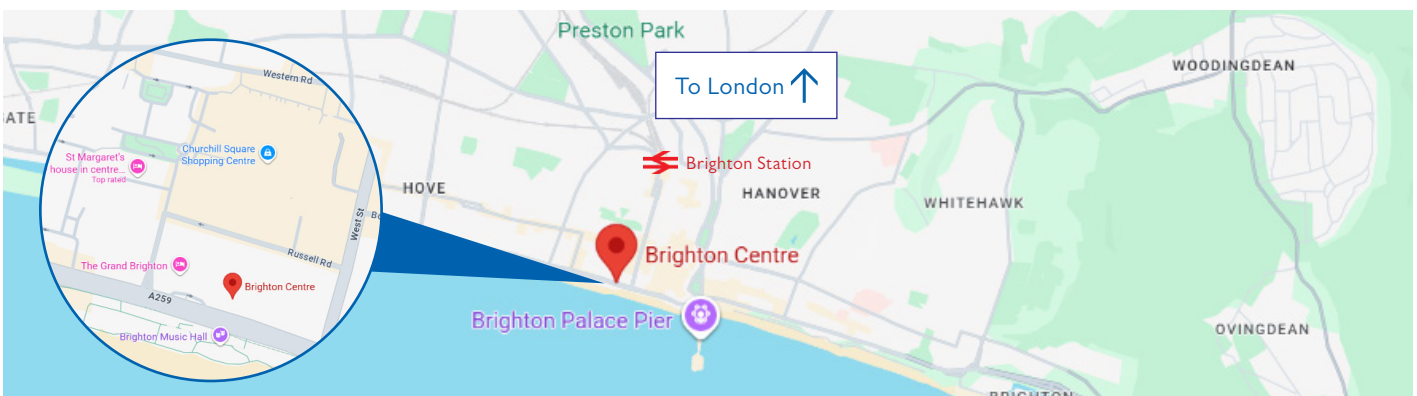 Preston Park
To London
WOODINGDEAN
Western Rd
Churchill Square
Shopping Centre
St Margaret's
house in centre...
Top rated
Brighton Station
HOVE
HANOVER
WHITEHAWK
West St
Russell Rd
Brighton Centre
The Grand Brighton
Brighton Centre
A259
Brighton Palace Pier
Brighton Music Hall
OVINGDEAN